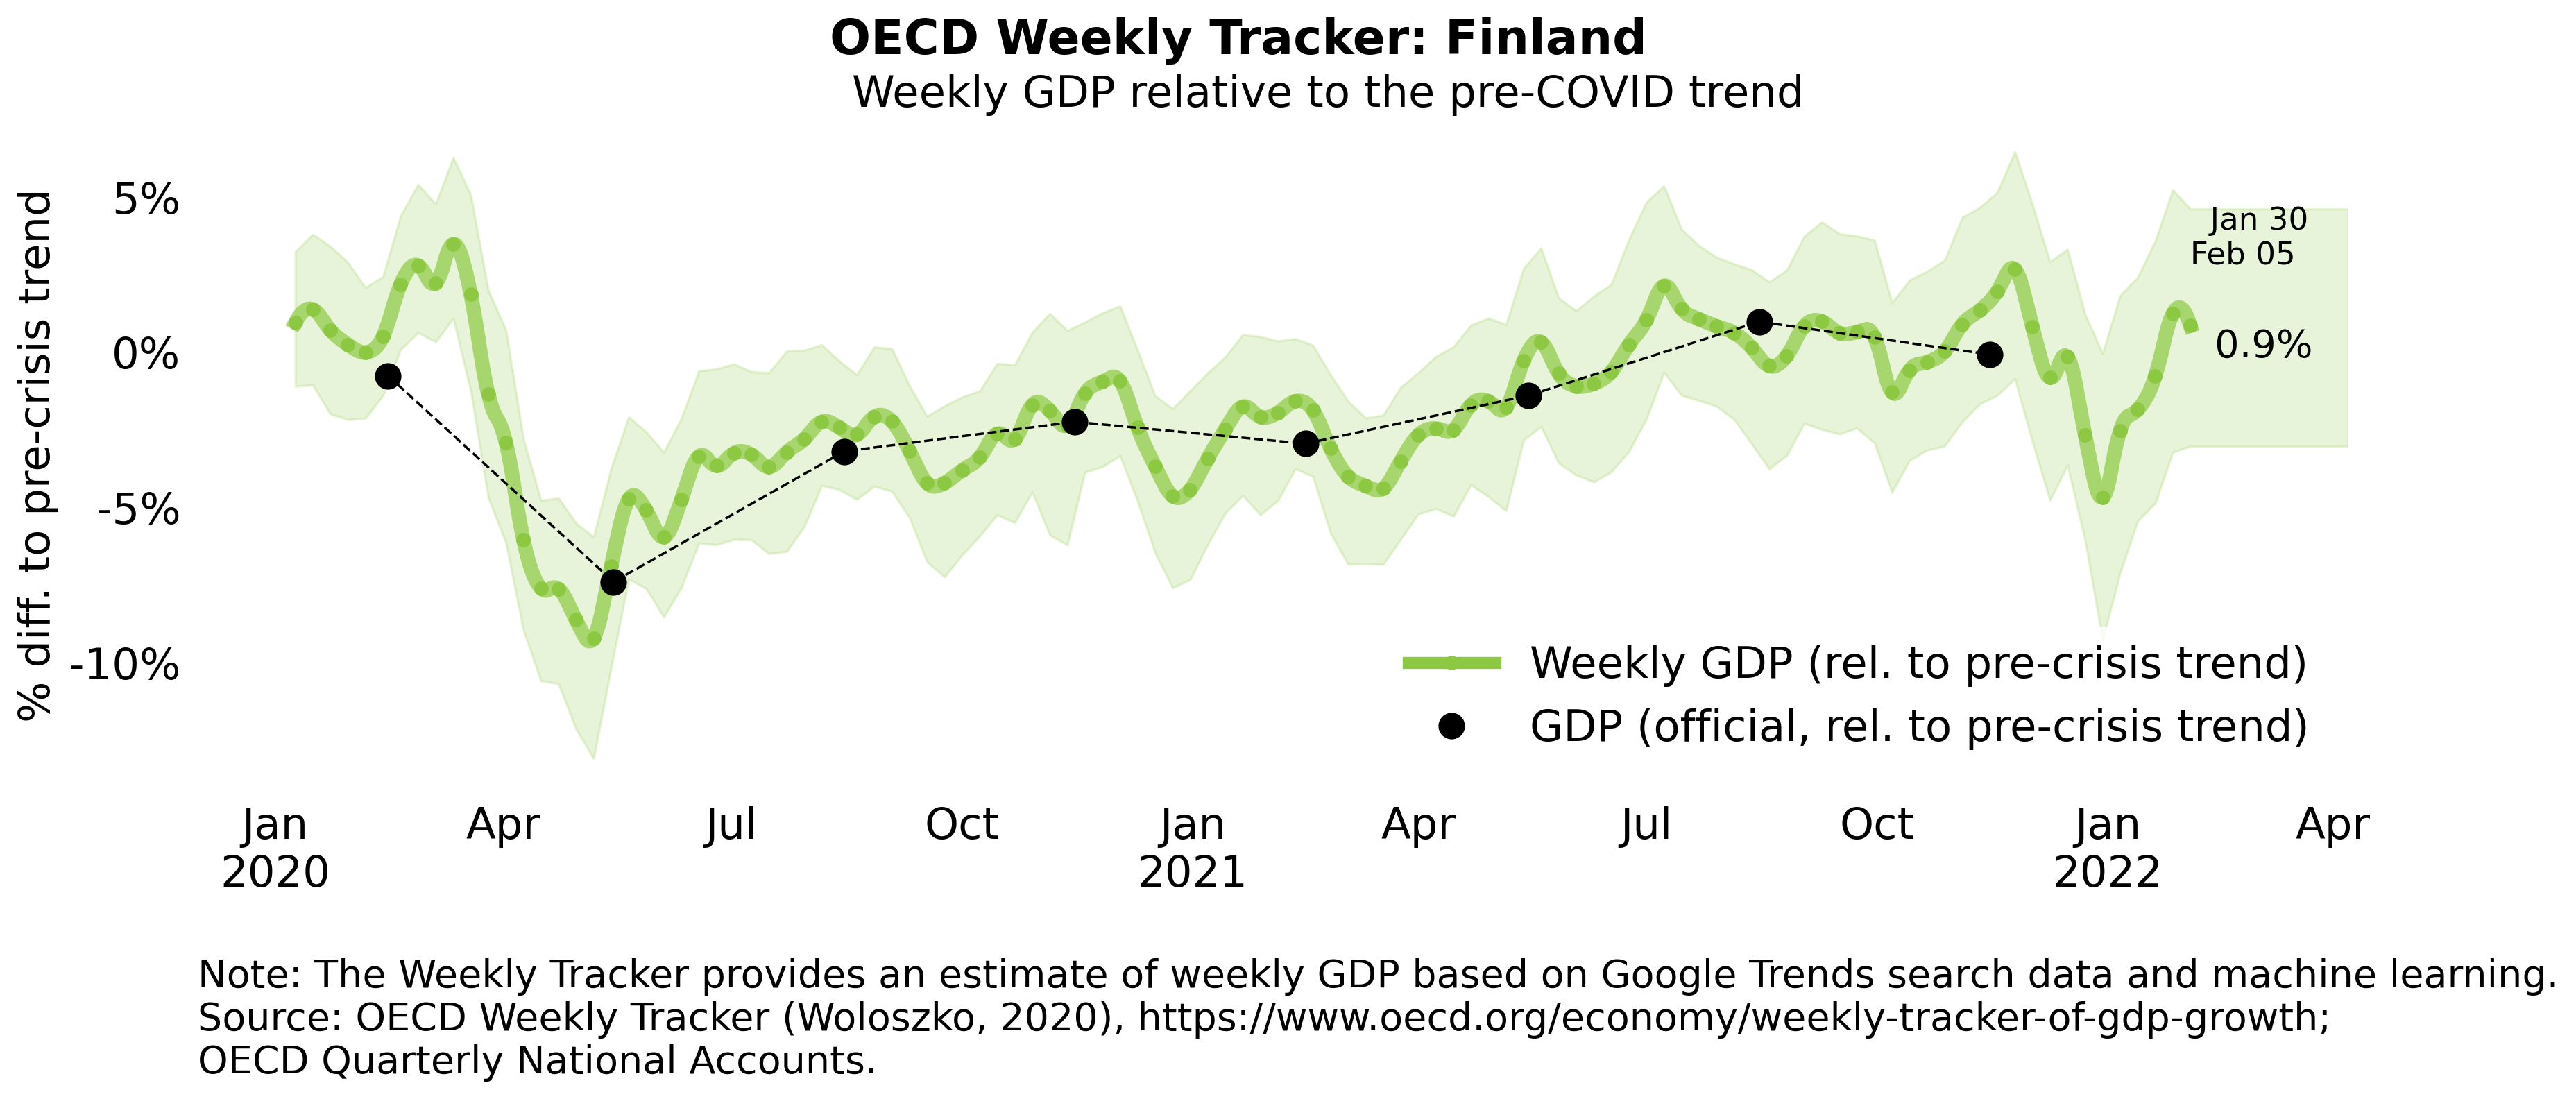 OECD Weekly Tracker: Finland
Weekly GDP relative to the pre-COVID trend
% diff. to pre-crisis trend
5%
0%
-5%
-10%
Jan 30
Feb 05
0.9%
Weekly GDP (rel. to pre-crisis trend)
GDP (official, rel. to pre-crisis trend)
Jan Apr Jul Oct Jan Apr Jul Oct Jan Apr
2020 2021 2022
Note: The Weekly Tracker provides an estimate of weekly GDP based on Google Trends search data and machine learning.
Source: OECD Weekly Tracker (Woloszko, 2020), https://www.oecd.org/economy/weekly-tracker-of-gdp-growth;
OECD Quarterly National Accounts.